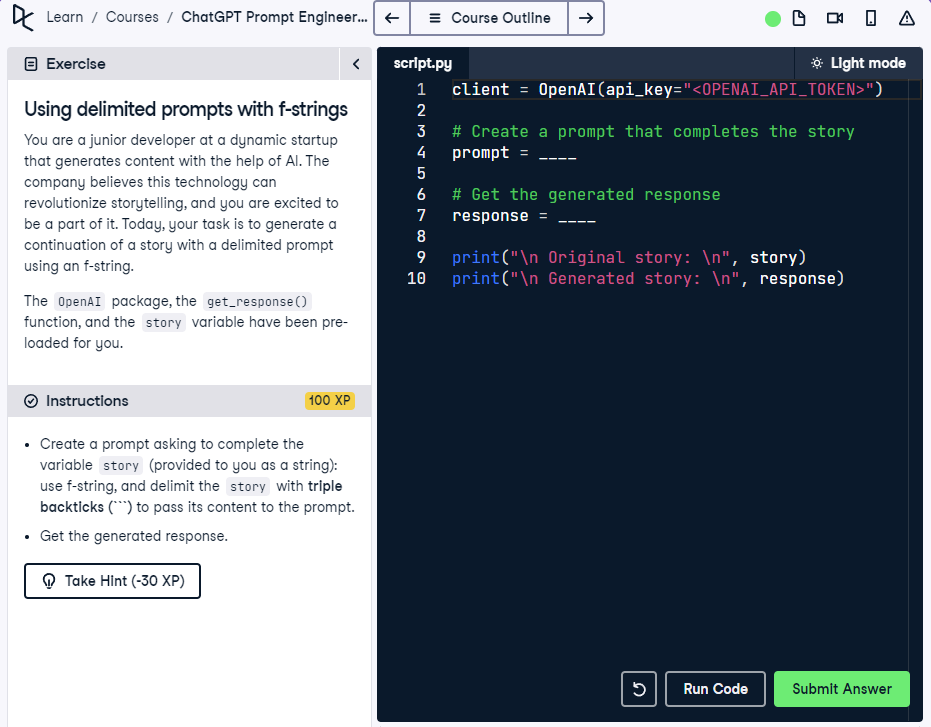 Learn / Courses / ChatGPT Prompt Engineer...
Course Outline
Exercise
Using delimited prompts with f-strings
You are a junior developer at a dynamic startup
that generates content with the help of AI. The
company believes this technology can
revolutionize storytelling, and you are excited to
be a part of it. Today, your task is to generate a
continuation of a story with a delimited prompt
using an f-string.
The OpenAI package, the get_response()
function, and the story variable have been pre-
loaded for you.
Instructions
100 XP
• Create a prompt asking to complete the
variable story (provided to you as a string):
use f-string, and delimit the story with triple
backticks (```) to pass its content to the prompt.
• Get the generated response.
Take Hint (-30 XP)
script.py
Light mode
1 client = OpenAI(api_key="<OPENAI_API_TOKEN>")
2
3 # Create a prompt that completes the story
4 prompt = ____
5
6 # Get the generated response
7 response = ____
8
9 print("\n Original story: \n", story)
10 print("\n Generated story: \n", response)
Run Code
Submit Answer